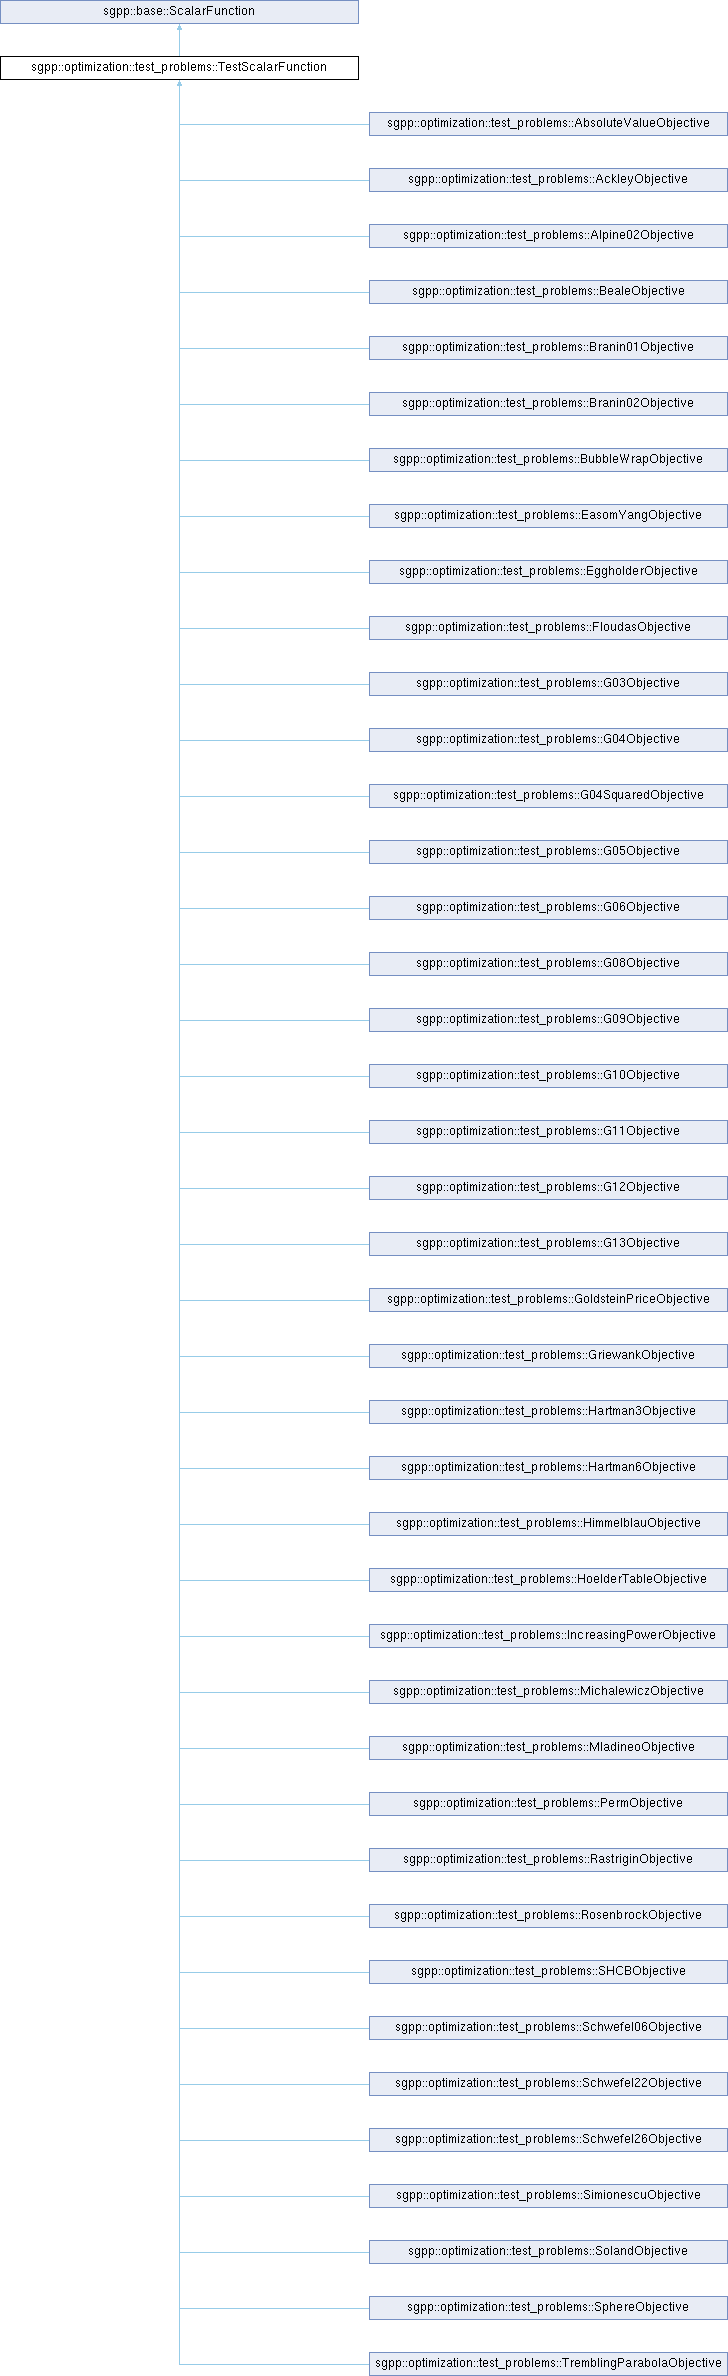 sgpp::base::ScalarFunction
sgpp::optimization::test_problems::TestScalarFunction
sgpp::optimization::test_problems::AbsoluteValueObjective
sgpp::optimization::test_problems::AckleyObjective
sgpp::optimization::test_problems::Alpine02Objective
sgpp::optimization::test_problems::BealeObjective
sgpp::optimization::test_problems::Branin01Objective
sgpp::optimization::test_problems::Branin02Objective
sgpp::optimization::test_problems::BubbleWrapObjective
sgpp::optimization::test_problems::EasomYangObjective
sgpp::optimization::test_problems::EggholderObjective
sgpp::optimization::test_problems::FloudasObjective
sgpp::optimization::test_problems::G03Objective
sgpp::optimization::test_problems::G04Objective
sgpp::optimization::test_problems::G04SquaredObjective
sgpp::optimization::test_problems::G05Objective
sgpp::optimization::test_problems::G06Objective
sgpp::optimization::test_problems::G08Objective
sgpp::optimization::test_problems::G09Objective
sgpp::optimization::test_problems::G10Objective
sgpp::optimization::test_problems::G11Objective
sgpp::optimization::test_problems::G12Objective
sgpp::optimization::test_problems::G13Objective
sgpp::optimization::test_problems::GoldsteinPriceObjective
sgpp::optimization::test_problems::GriewankObjective
sgpp::optimization::test_problems::Hartman3Objective
sgpp::optimization::test_problems::Hartman6Objective
sgpp::optimization::test_problems::HimmelblauObjective
sgpp::optimization::test_problems::HoelderTableObjective
sgpp::optimization::test_problems::IncreasingPowerObjective
sgpp::optimization::test_problems::MichalewiczObjective
sgpp::optimization::test_problems::MladineoObjective
sgpp::optimization::test_problems::PermObjective
sgpp::optimization::test_problems::RastriginObjective
sgpp::optimization::test_problems::RosenbrockObjective
sgpp::optimization::test_problems::SHCBObjective
sgpp::optimization::test_problems::Schwefel06Objective
sgpp::optimization::test_problems::Schwefel22Objective
sgpp::optimization::test_problems::Schwefel26Objective
sgpp::optimization::test_problems::SimionescuObjective
sgpp::optimization::test_problems::SolandObjective
sgpp::optimization::test_problems::SphereObjective
sgpp::optimization::test_problems::TremblingParabolaObjective